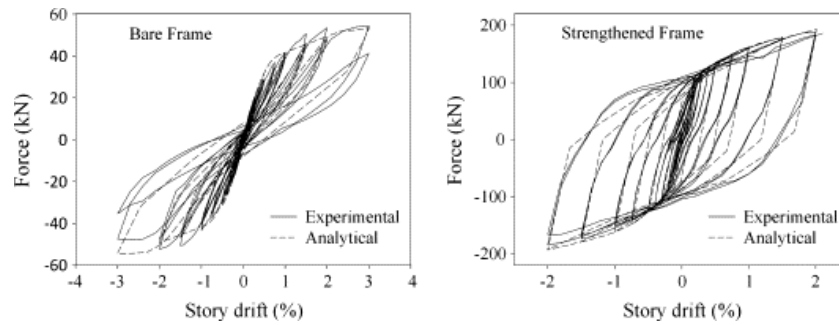 Bare Frame
60
40
20
0
-20
-40
-60
Force (kN)
Experimental
Analytical
-3 -2 -1 0 1 2 3 4
Story drift (%)
Strengthened Frame
200
100
0
-100
-200
Force (kN)
Experimental
Analytical
-2 -1 0 1 2
Story drift (%)